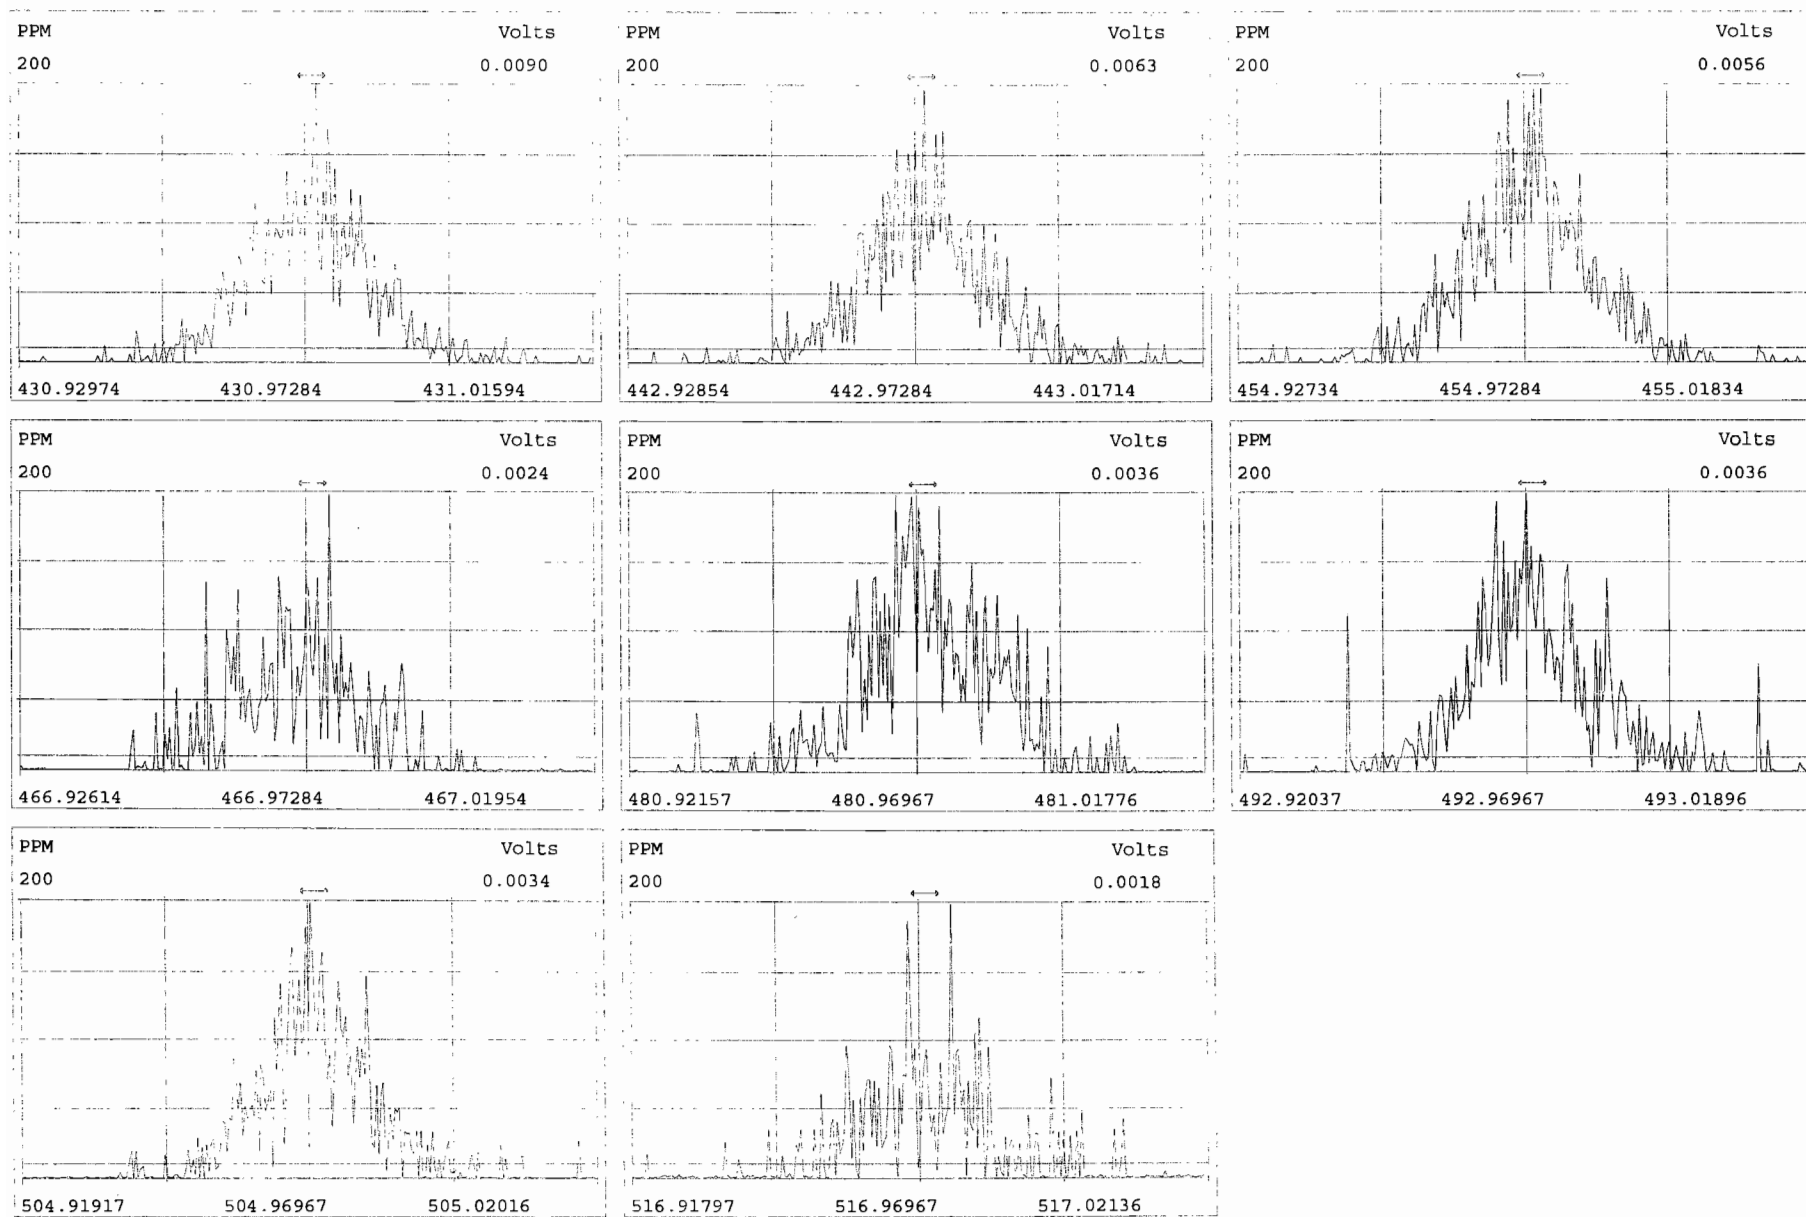 PPM Volts
200 0.0090
430.92974 430.97284 431.01594
PPM Volts
200 0.0063
442.92854 442.97284 443.01714
PPM Volts
200 0.0056
454.92734 454.97284 455.01834
PPM Volts
200 0.0024
466.92614 466.97284 467.01954
PPM Volts
200 0.0036
480.92157 480.96967 481.01776
PPM Volts
200 0.0036
492.92037 492.96967 493.01896
PPM Volts
200 0.0034
504.91917 504.96967 505.02016
PPM Volts
200 0.0018
516.91797 516.96967 517.02136